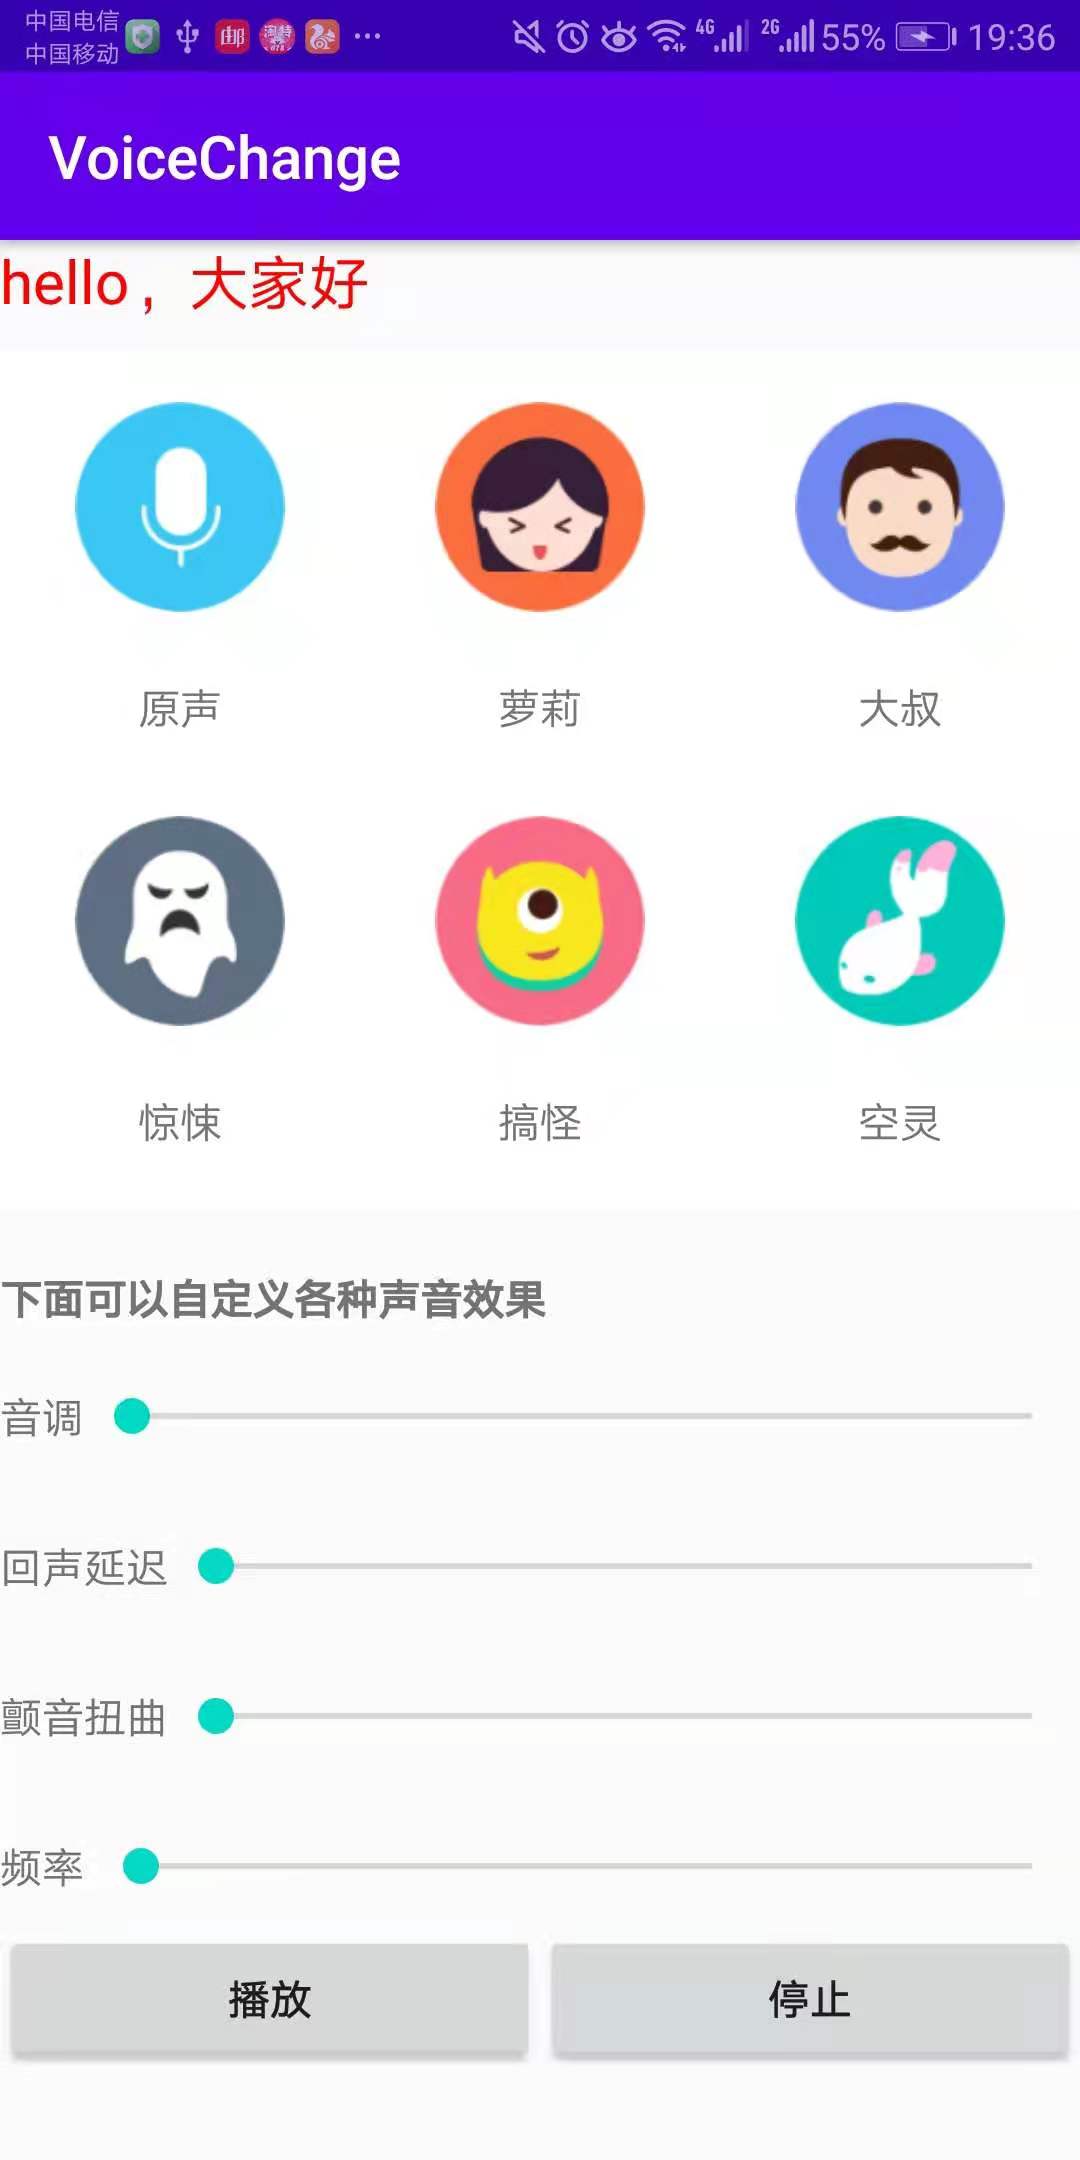 中国电信
中国移动
4G 2G 55% 19:36
VoiceChange
hello，大家好
原声 萝莉 大叔
惊悚 搞怪 空灵
下面可以自定义各种声音效果
音调
回声延迟
颤音扭曲
频率
播放 停止